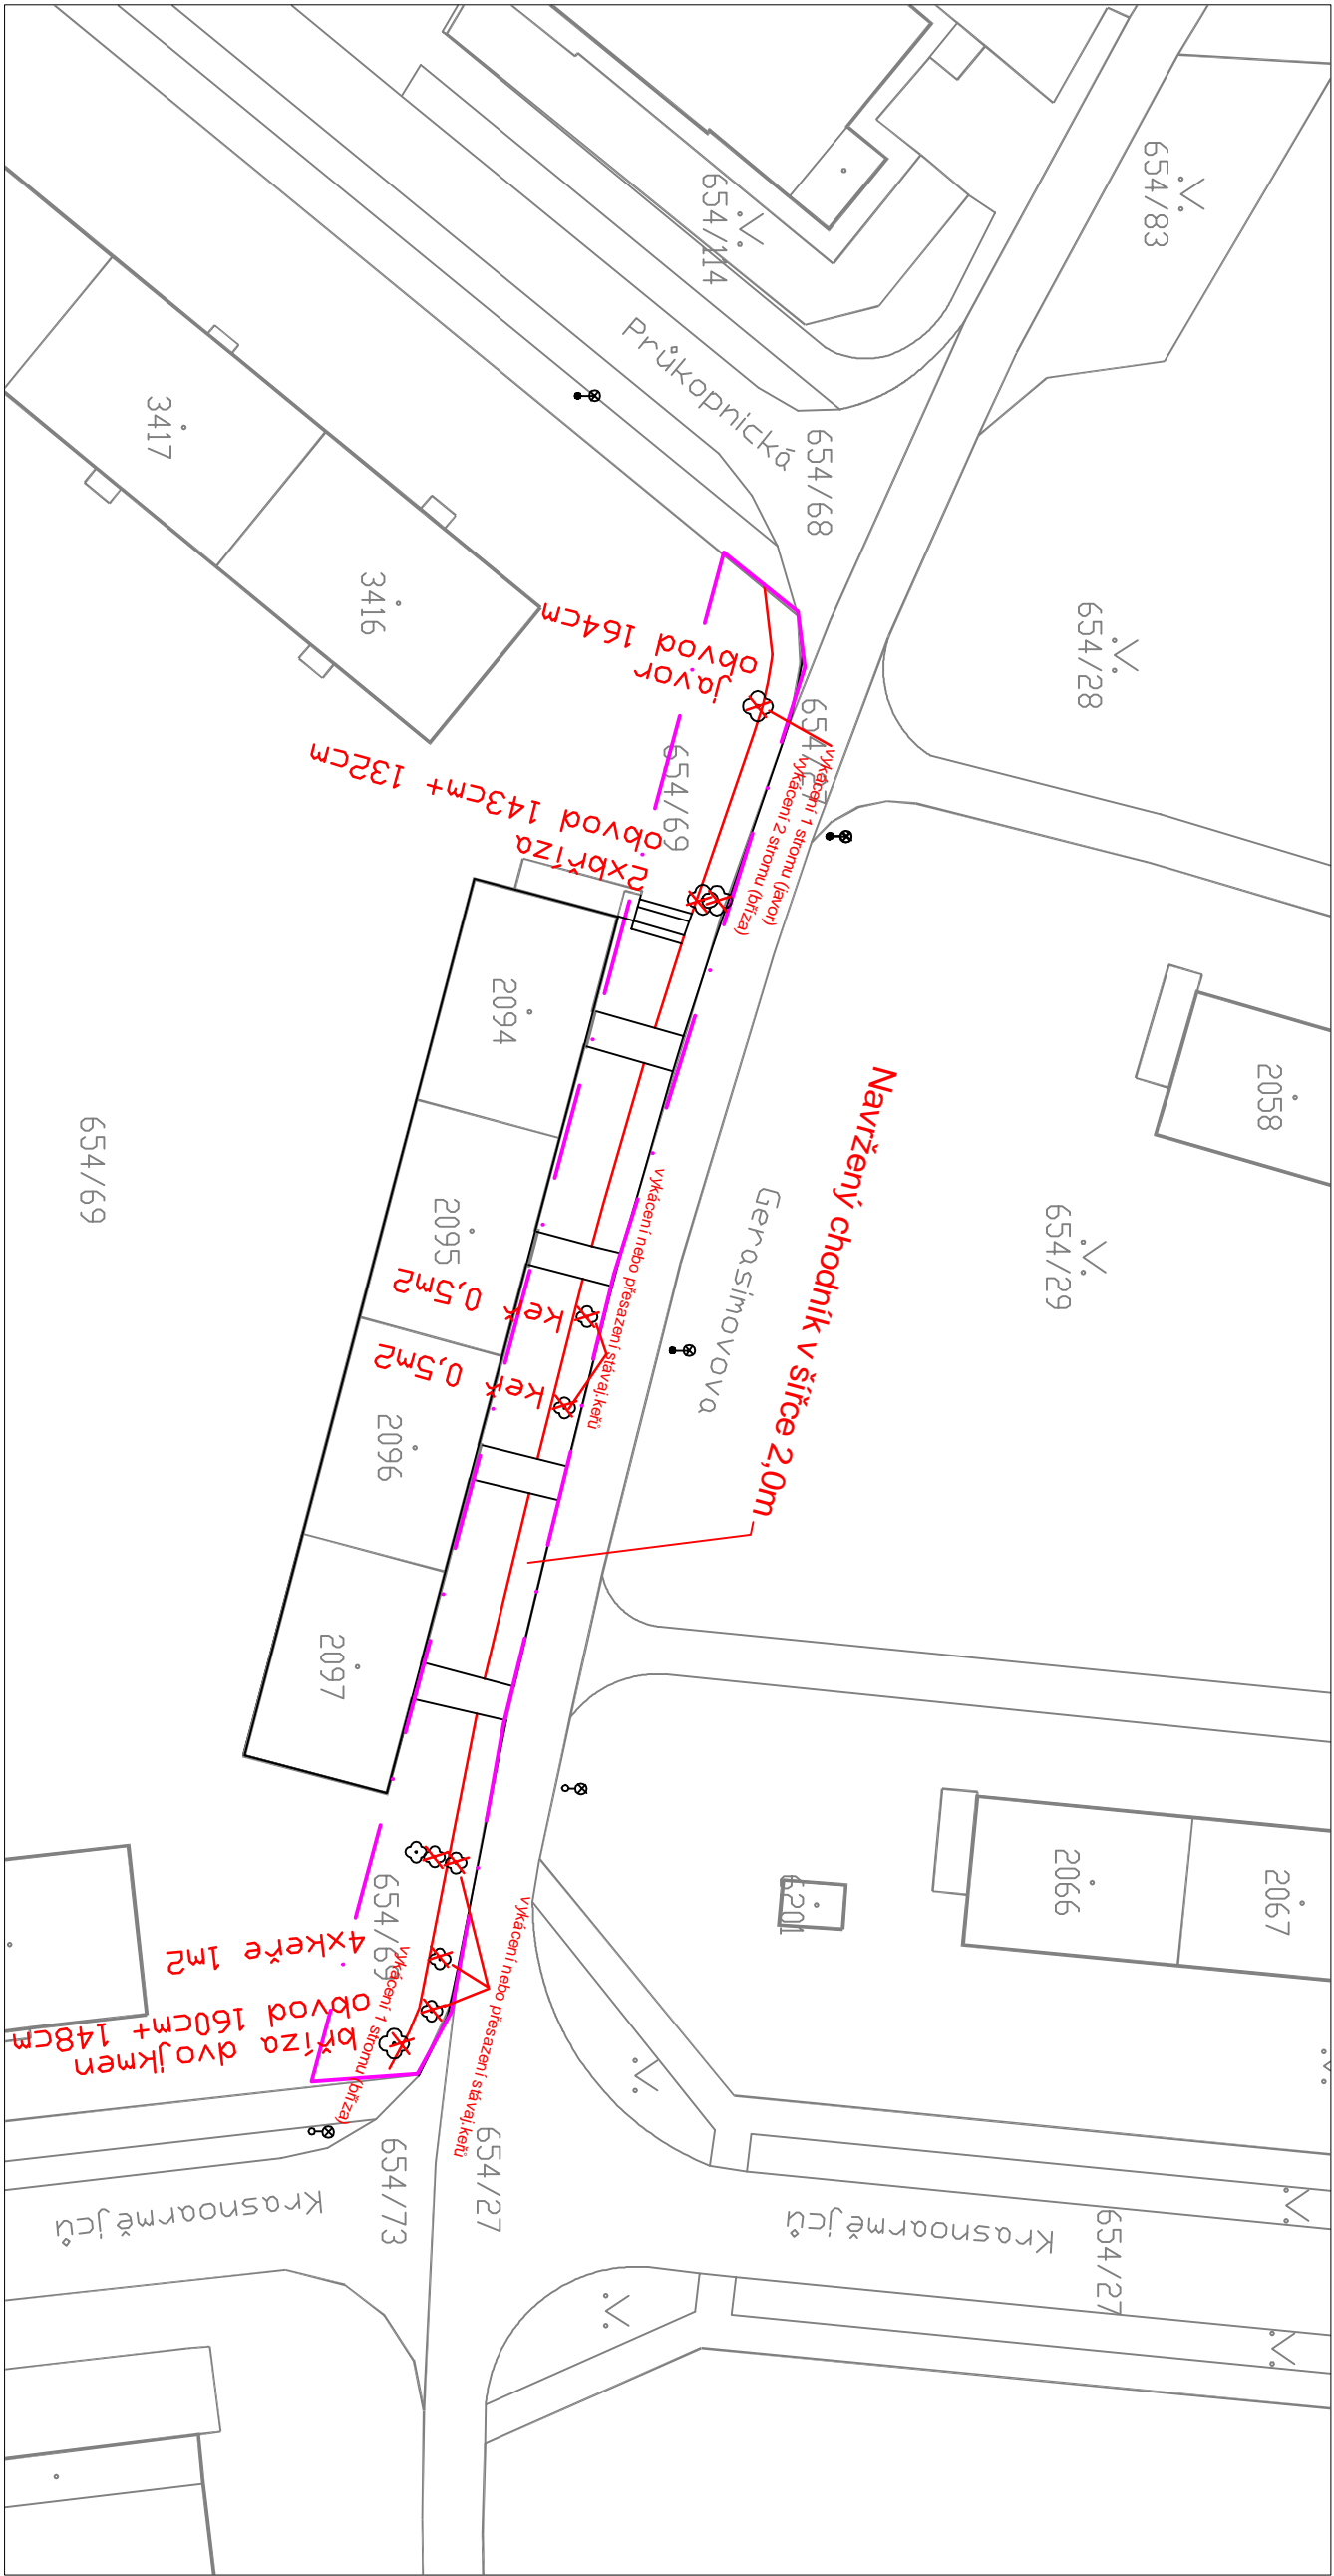 654/83
654/114
Průkopnická
654/68
3417
3416
654/28
javor
obvod 164cm
654/69
vykácení 1 stromu (javor)
vykácení 2 stromu (bříza)
2xbříza
obvod 143cm+ 132cm
2094
2058
654/69
2095
654/29
Gerasimovova
Navržený chodník v šířce 2,0m
vykácení nebo přesazení stávaj.keřů
keř 0,5m2
keř 0,5m2
2096
2097
2066
2067
6201
654/69
4xkeře 1m2
vykácení 1 stromu (bříza)
vykácení nebo přesazení stávaj.keřů
bříza dvojkmen
obvod 160cm+ 148cm
654/27
654/73
Krasnoarmějců
Krasnoarmějců
654/27